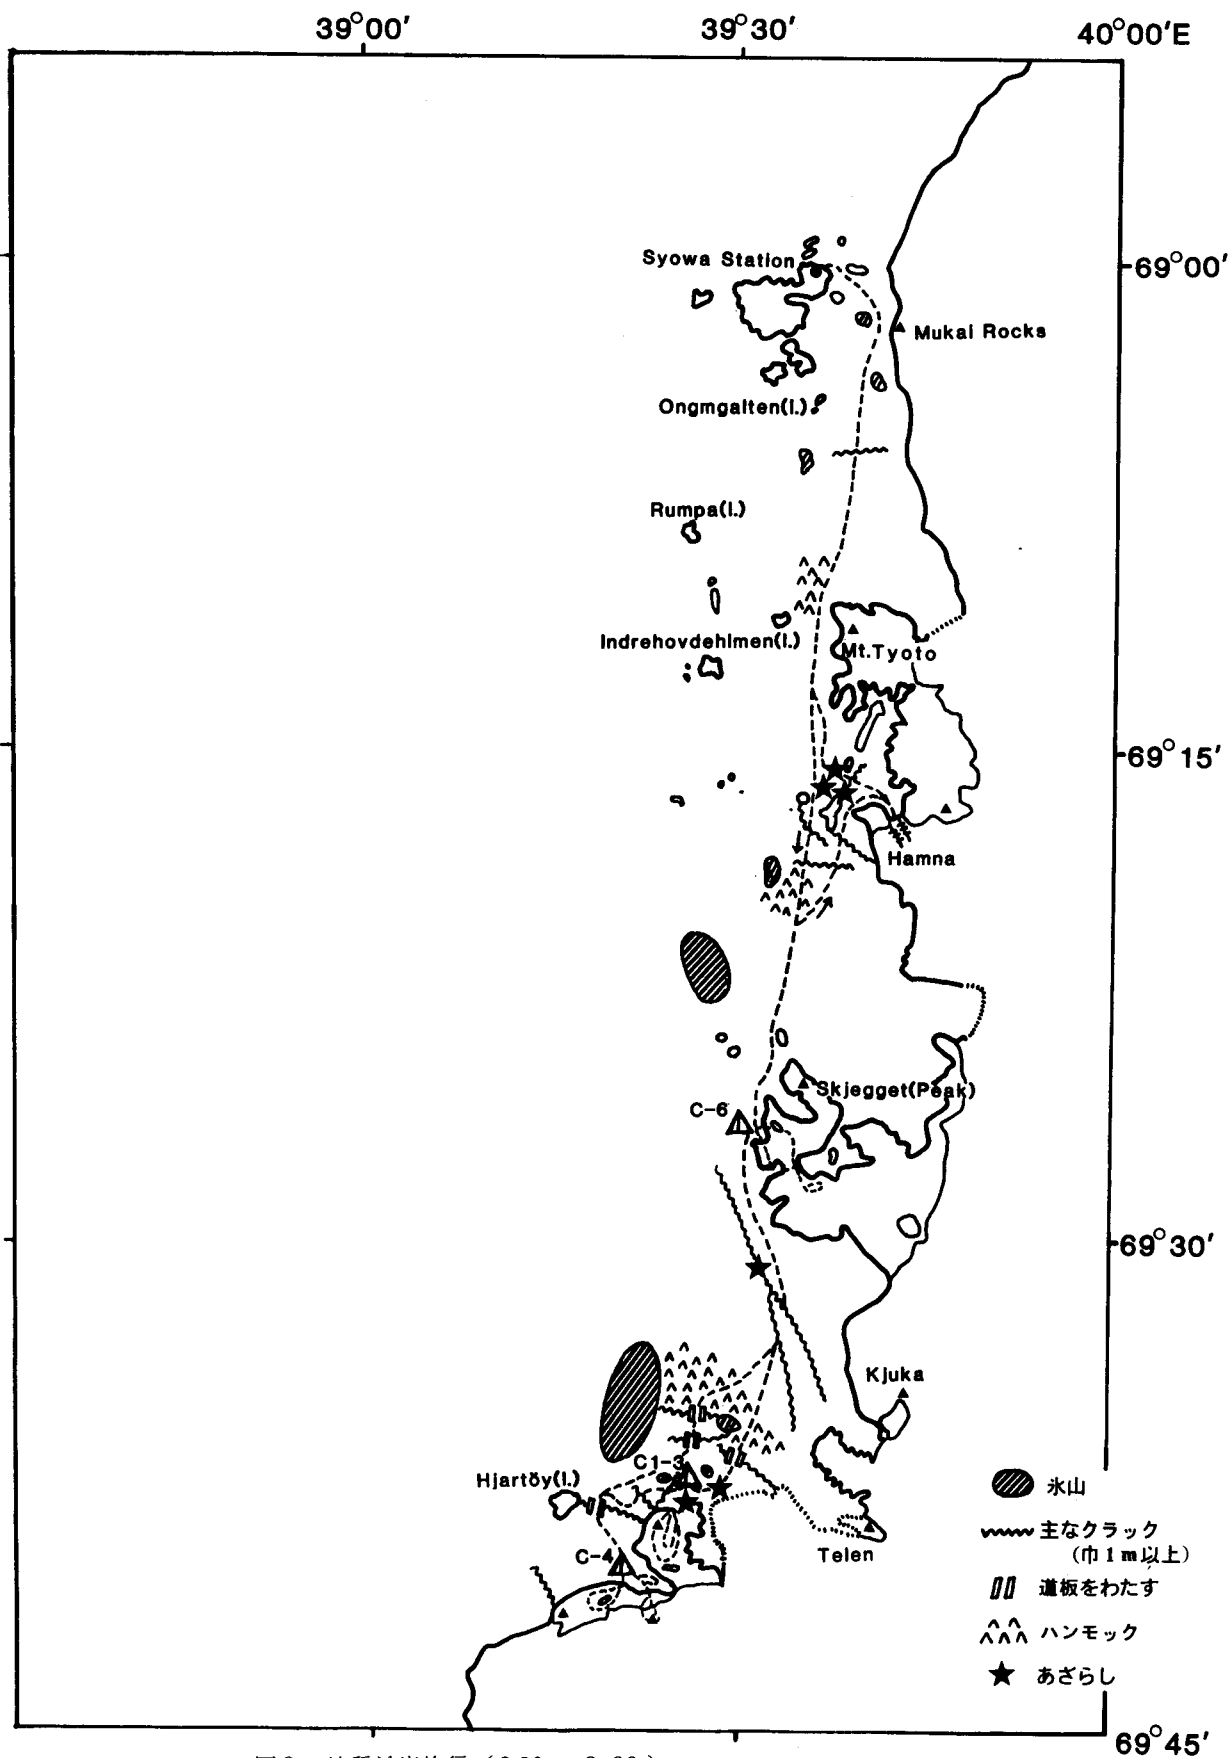 39°00′
39°30′
40°00′E
Syowa Station
69°00′
Mukai Rocks
Ongmgalten(I.)
Rumpa(I.)
Indrehovdehlmen(I.)
Mt.Tyoto
69°15′
Hamna
Skjegget(Peak)
C-6
69°30′
Kjuka
C1-3
Hjartöy(I.)
氷山
主なクラック
(巾1m以上)
Telen
C-4
道板をわたす
ハンモック
あざらし
69°45′